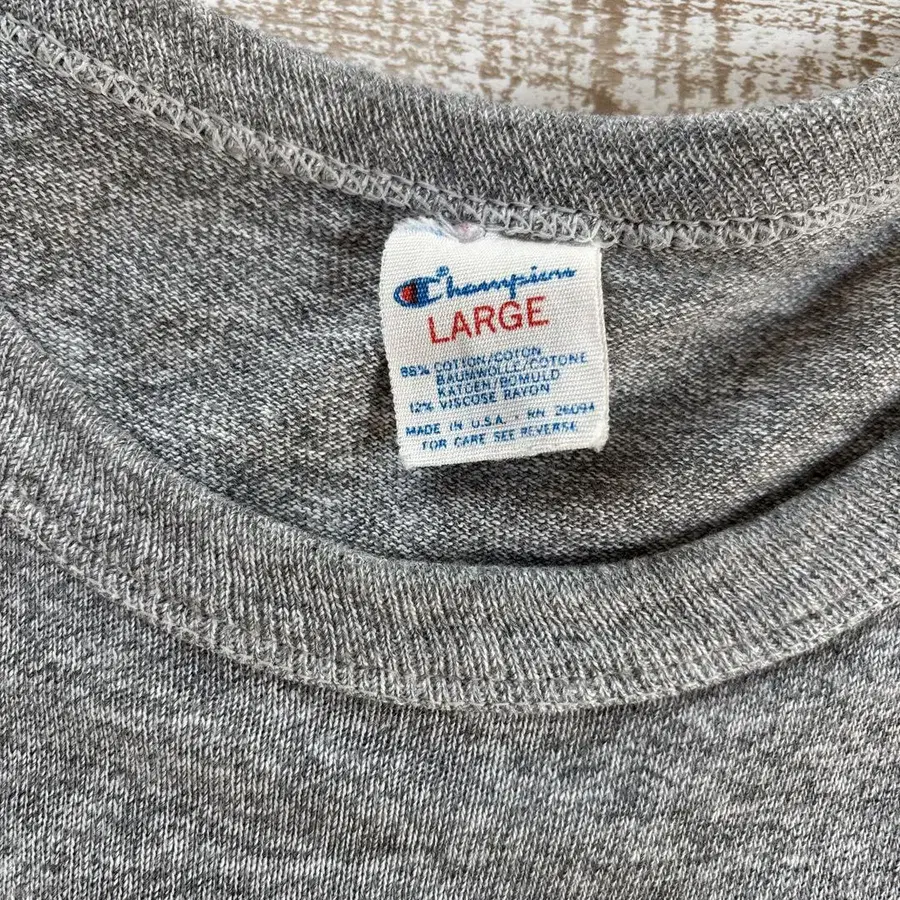 Champion
LARGE
88% COTTON/COTON
BAUMWOLLE/COTONE
KATOEN/BOMULD
12% VISCOSE RAYON
MADE IN U.S.A. - RN 26094
FOR CARE SEE REVERSE